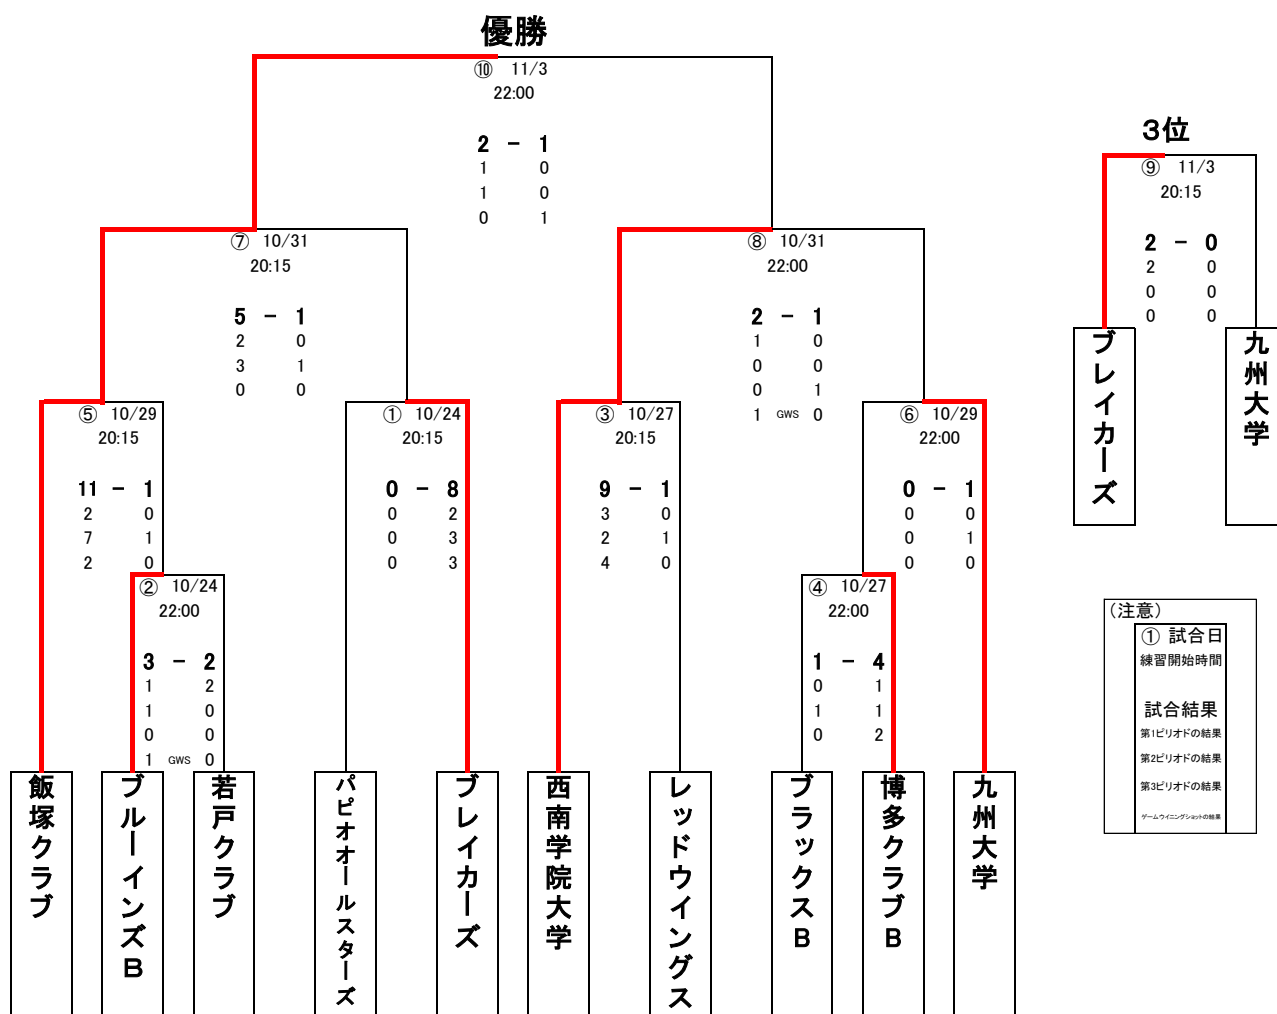 優勝
⑩ 11/3
22:00
2 - 1
1 0
1 0
0 1
3位
⑨ 11/3
20:15
2 - 0
2 0
0 0
0 0
ブレイカーズ
九州大学
⑦ 10/31
20:15
5 - 1
2 0
3 1
0 0
⑧ 10/31
22:00
2 - 1
1 0
0 0
0 1
1 GWS 0
⑤ 10/29
20:15
11 - 1
2 0
7 1
2 0
① 10/24
20:15
0 - 8
0 2
0 3
0 3
③ 10/27
20:15
9 - 1
3 0
2 1
4 0
⑥ 10/29
22:00
0 - 1
0 0
0 1
0 0
② 10/24
22:00
3 - 2
1 2
1 0
0 0
1 GWS 0
④ 10/27
22:00
1 - 4
0 1
1 1
0 2
飯塚クラブ
ブルーインズB
若戸クラブ
パピオオールスターズ
ブレイカーズ
西南学院大学
レッドウイングス
ブラックスB
博多クラブB
九州大学
(注意)
① 試合日
練習開始時間
試合結果
第1ピリオドの結果
第2ピリオドの結果
第3ピリオドの結果
ゲームウイニングショットの結果